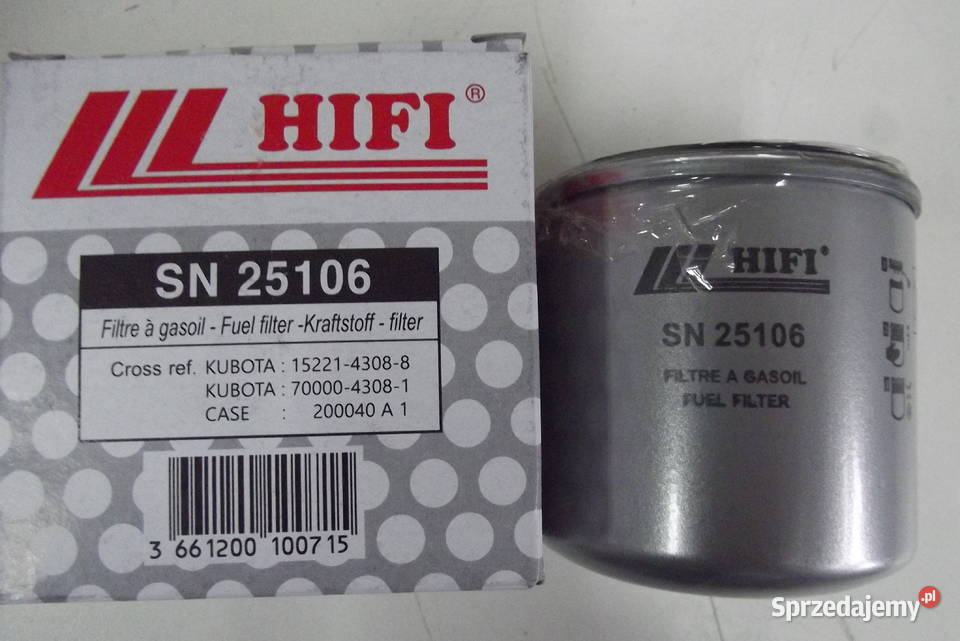 HIFI®
SN 25106
Filtre à gasoil - Fuel filter -Kraftstoff - filter
Cross ref. KUBOTA : 15221-4308-8
KUBOTA : 70000-4308-1
CASE : 200040 A 1
3 661200 100715
HIFI®
SN 25106
FILTRE A GASOIL
FUEL FILTER
Sprzedajemy.pl